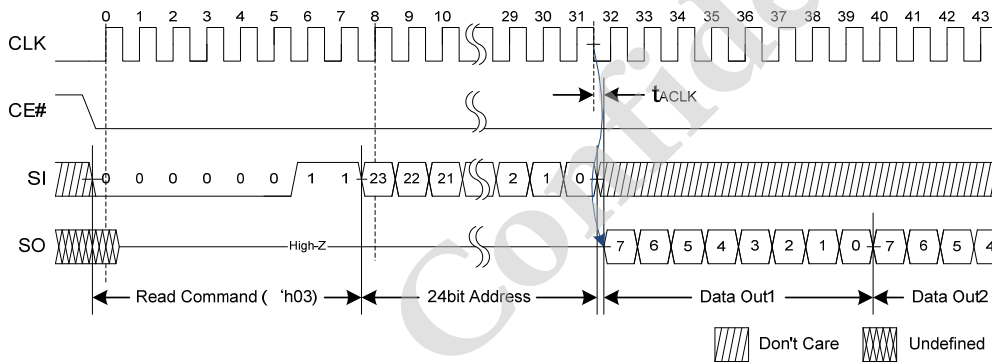 0 1 2 3 4 5 6 7 8 9 10 29 30 31 32 33 34 35 36 37 38 39 40 41 42 43
CLK
CE#
tACLK
SI 0 0 0 0 0 0 1 1 23 22 21 2 1 0
SO High-Z 7 6 5 4 3 2 1 0 7 6 5 4
Read Command ( 'h03) 24bit Address Data Out1 Data Out2
Don't Care Undefined